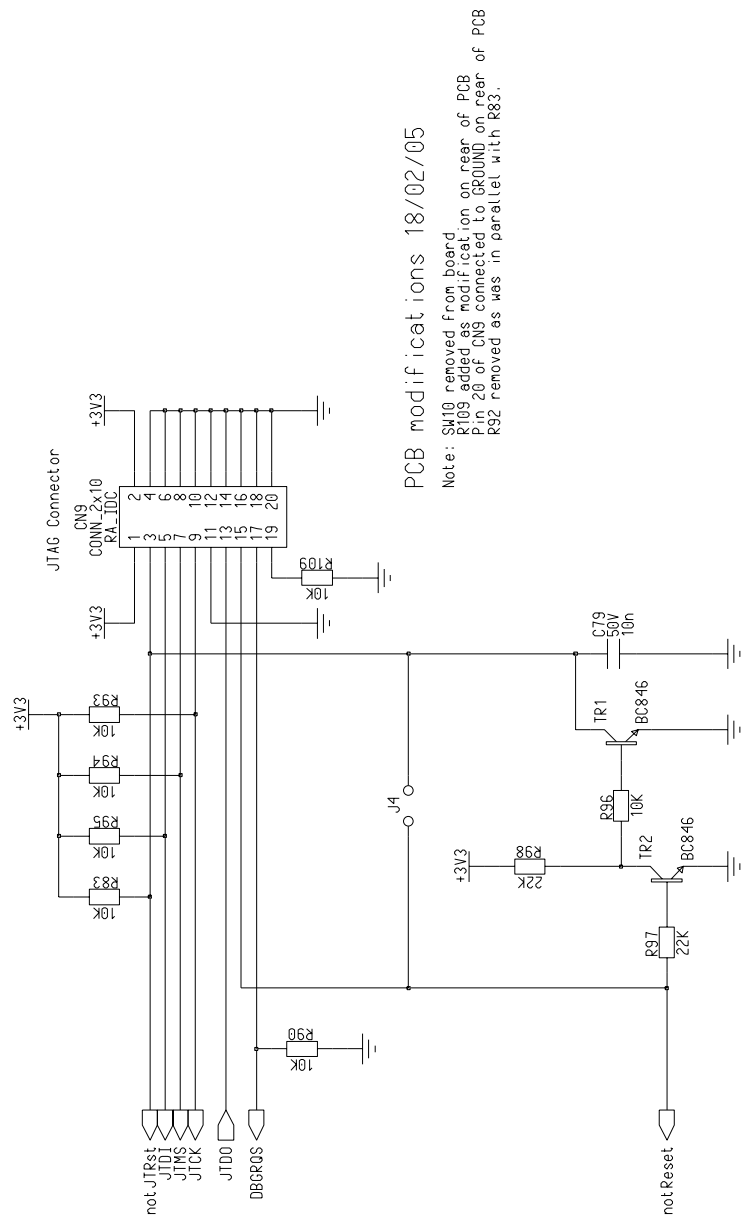 PCB modifications 18/02/05
Note: SW10 removed from board
R109 added as modification on rear of PCB
Pin 20 of CN9 connected to GROUND on rear of PCB
R92 removed as was in parallel with R83.
JTAG Connector
CN9
CONN_2x10
RA_IDC
+3V3
+3V3
1 2
3 4
5 6
7 8
9 10
11 12
13 14
15 16
17 18
19 20
R109
10K
+3V3
R93
10K
R94
10K
R95
10K
R83
10K
J4
C79
50V
10n
TR1
BC846
R96
10K
+3V3
R98
22K
TR2
BC846
R97
22K
R90
10K
notJTRst
JTDI
JTMS
JTCK
JTDO
DBGRQS
notReset